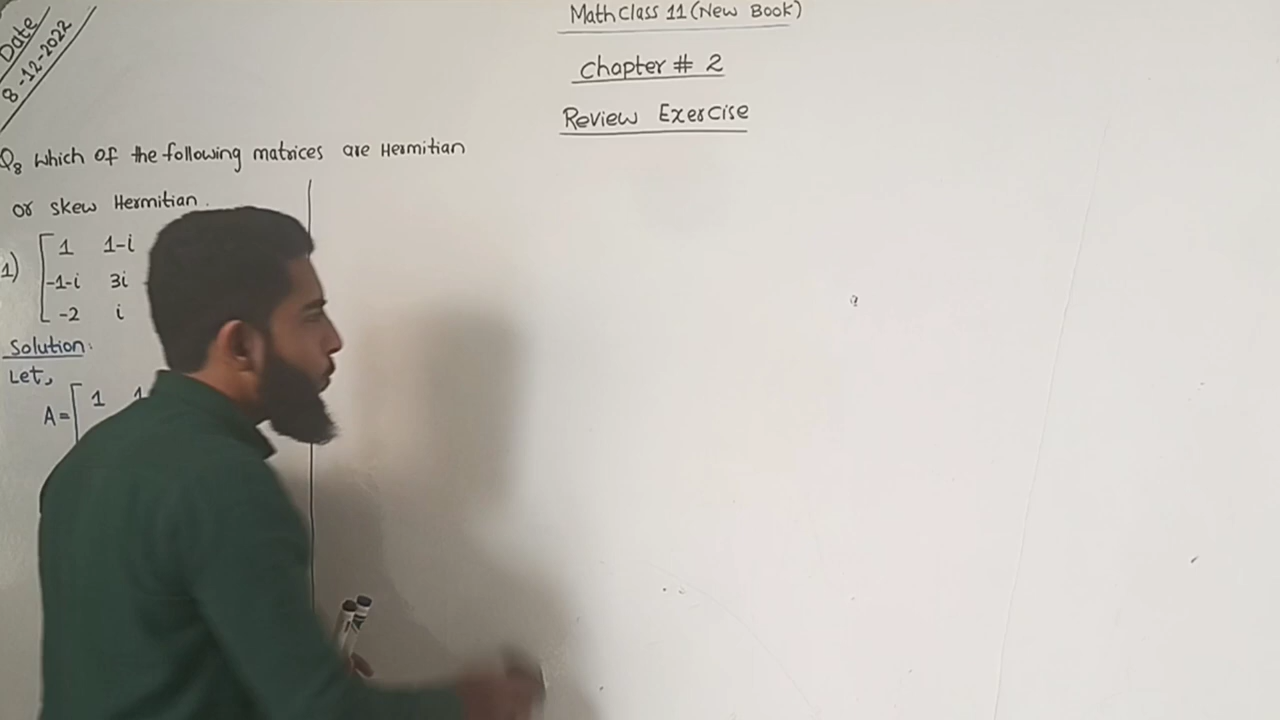 Date
8-12-2022
Math Class 11 (New Book)
Chapter # 2
Review Exercise
Q8 Which of the following matrices are Hermitian
or skew Hermitian.
1) [ 1 1-i
-1-i 3i
-2 i
Solution:
Let,
A = [ 1 1